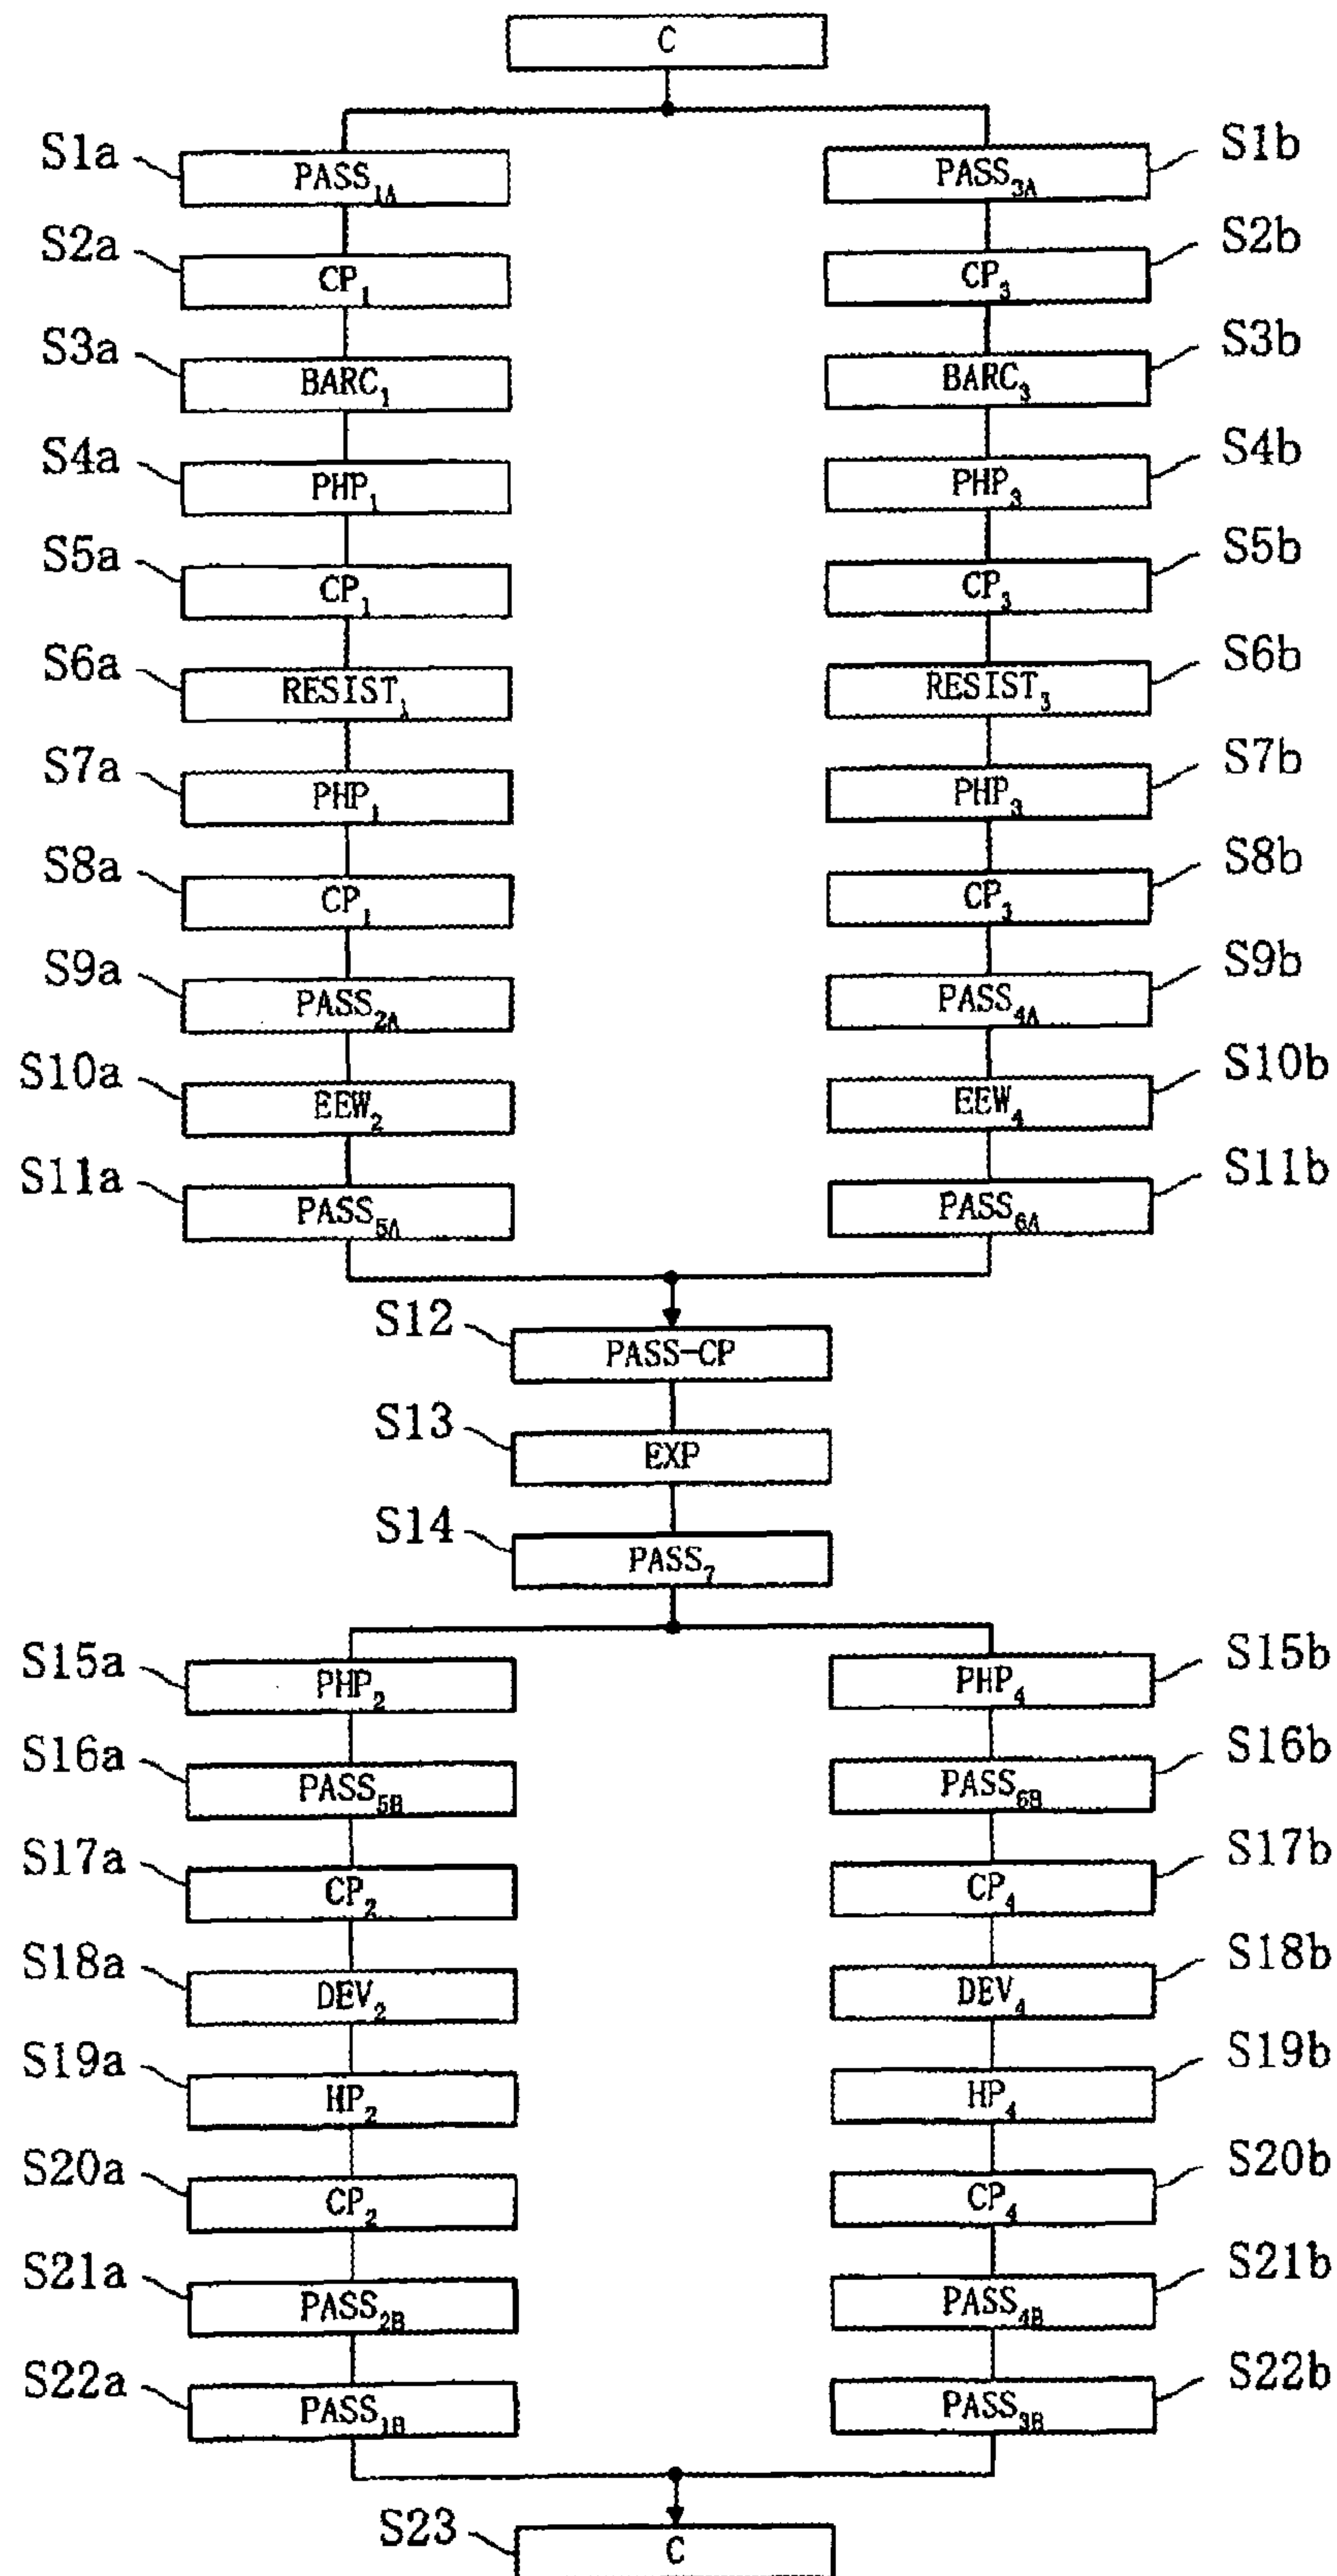 C
S1a PASS1A PASS3A S1b
S2a CP1 CP3 S2b
S3a BARC1 BARC3 S3b
S4a PHP1 PHP3 S4b
S5a CP1 CP3 S5b
S6a RESIST1 RESIST3 S6b
S7a PHP1 PHP3 S7b
S8a CP1 CP3 S8b
S9a PASS2A PASS4A S9b
S10a EEW2 EEW4 S10b
S11a PASS5A PASS6A S11b
S12 PASS-CP
S13 EXP
S14 PASS7
S15a PHP2 PHP4 S15b
S16a PASS5B PASS6B S16b
S17a CP2 CP4 S17b
S18a DEV2 DEV4 S18b
S19a HP2 HP4 S19b
S20a CP2 CP4 S20b
S21a PASS2B PASS4B S21b
S22a PASS1B PASS3B S22b
S23 C